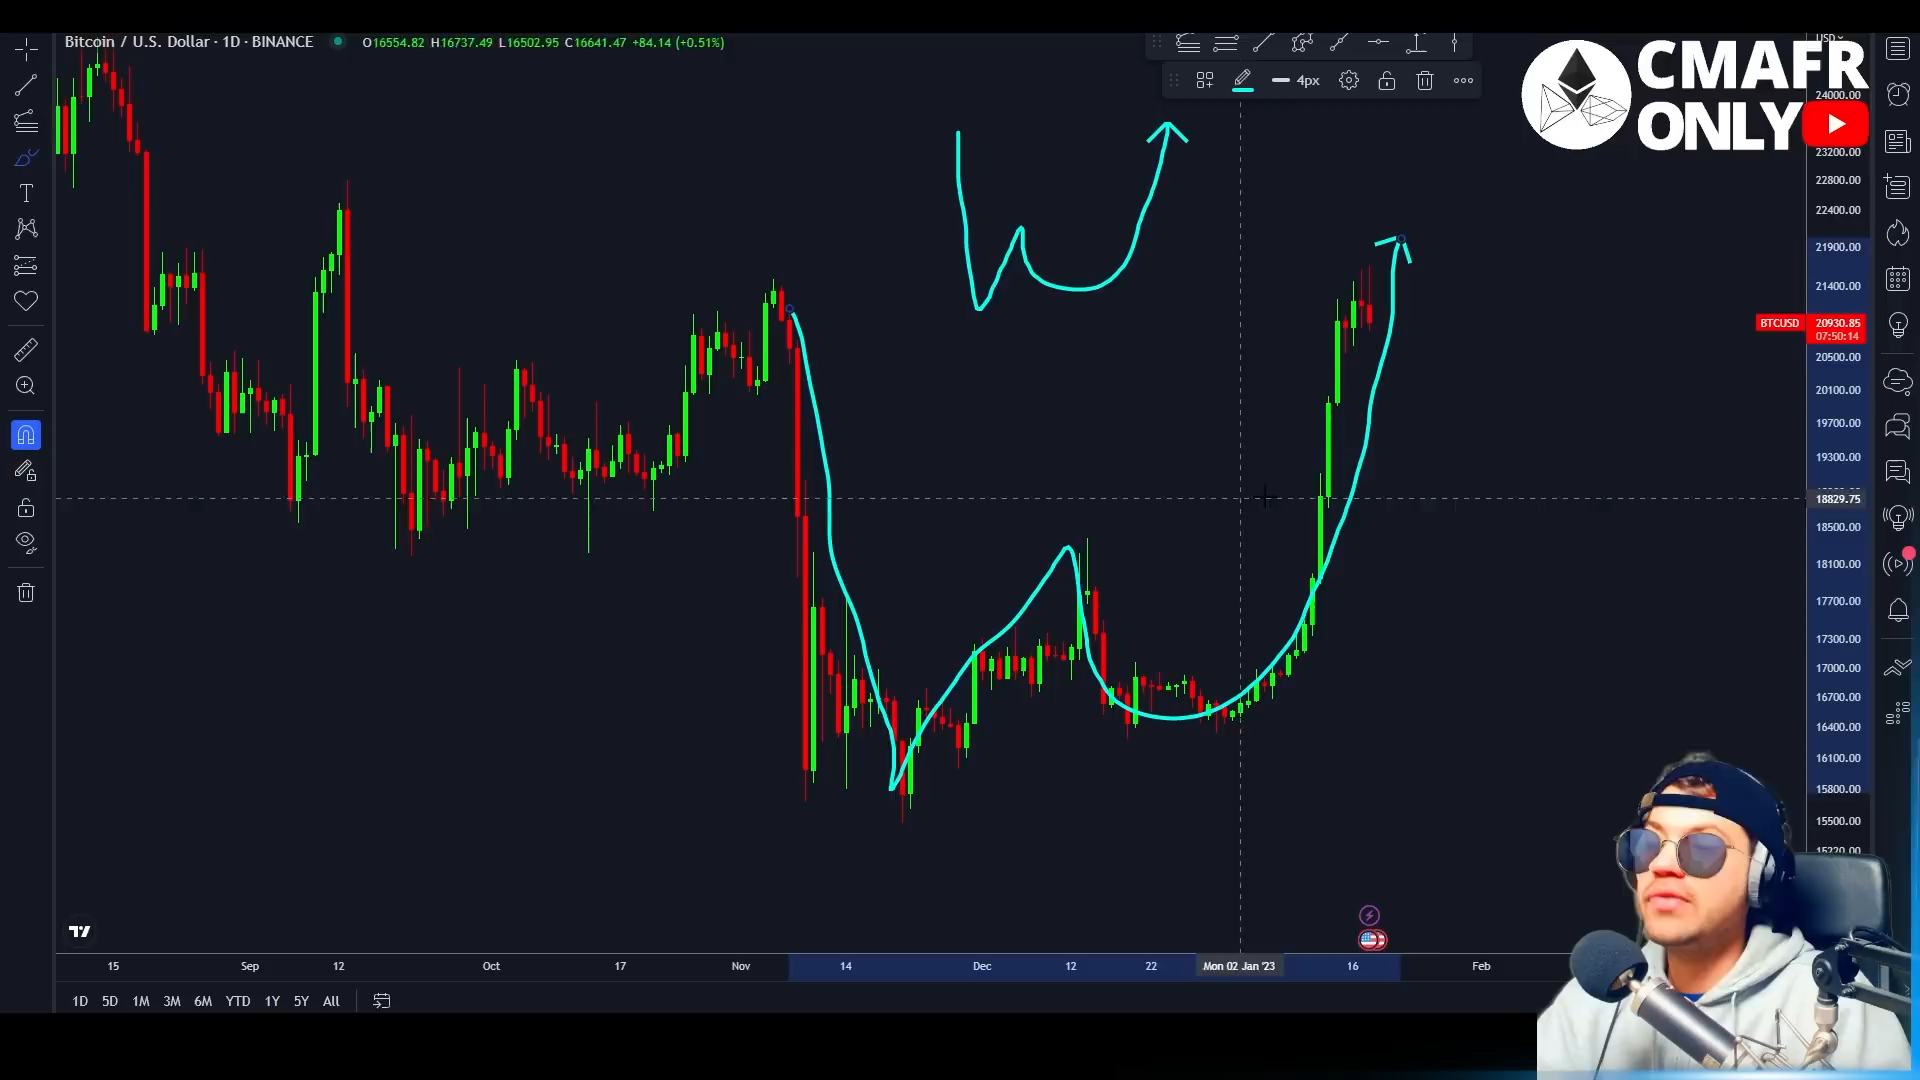 Bitcoin / U.S. Dollar · 1D · BINANCE
O16554.82 H16737.49 L16502.95 C16641.47 +84.14 (+0.51%)
4px
CMAFR
ONLY
USD
24000.00
23200.00
22800.00
22400.00
21900.00
21400.00
BTCUSD 20930.85
07:50:14
20500.00
20100.00
19700.00
19300.00
18829.75
18500.00
18100.00
17700.00
17300.00
17000.00
16700.00
16400.00
16100.00
15800.00
15500.00
15220.00
15 Sep 12 Oct 17 Nov 14 Dec 12 22 Mon 02 Jan '23 16 Feb
1D 5D 1M 3M 6M YTD 1Y 5Y All